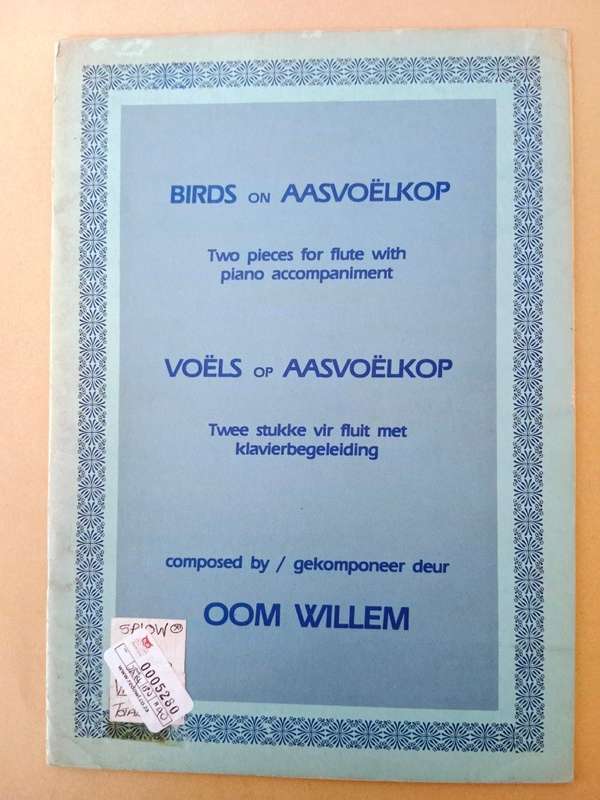 BIRDS ON AASVOËLKOP
Two pieces for flute with
piano accompaniment
VOËLS OP AASVOËLKOP
Twee stukke vir fluit met
klavierbegeleiding
composed by / gekomponeer deur
OOM WILLEM
0005280